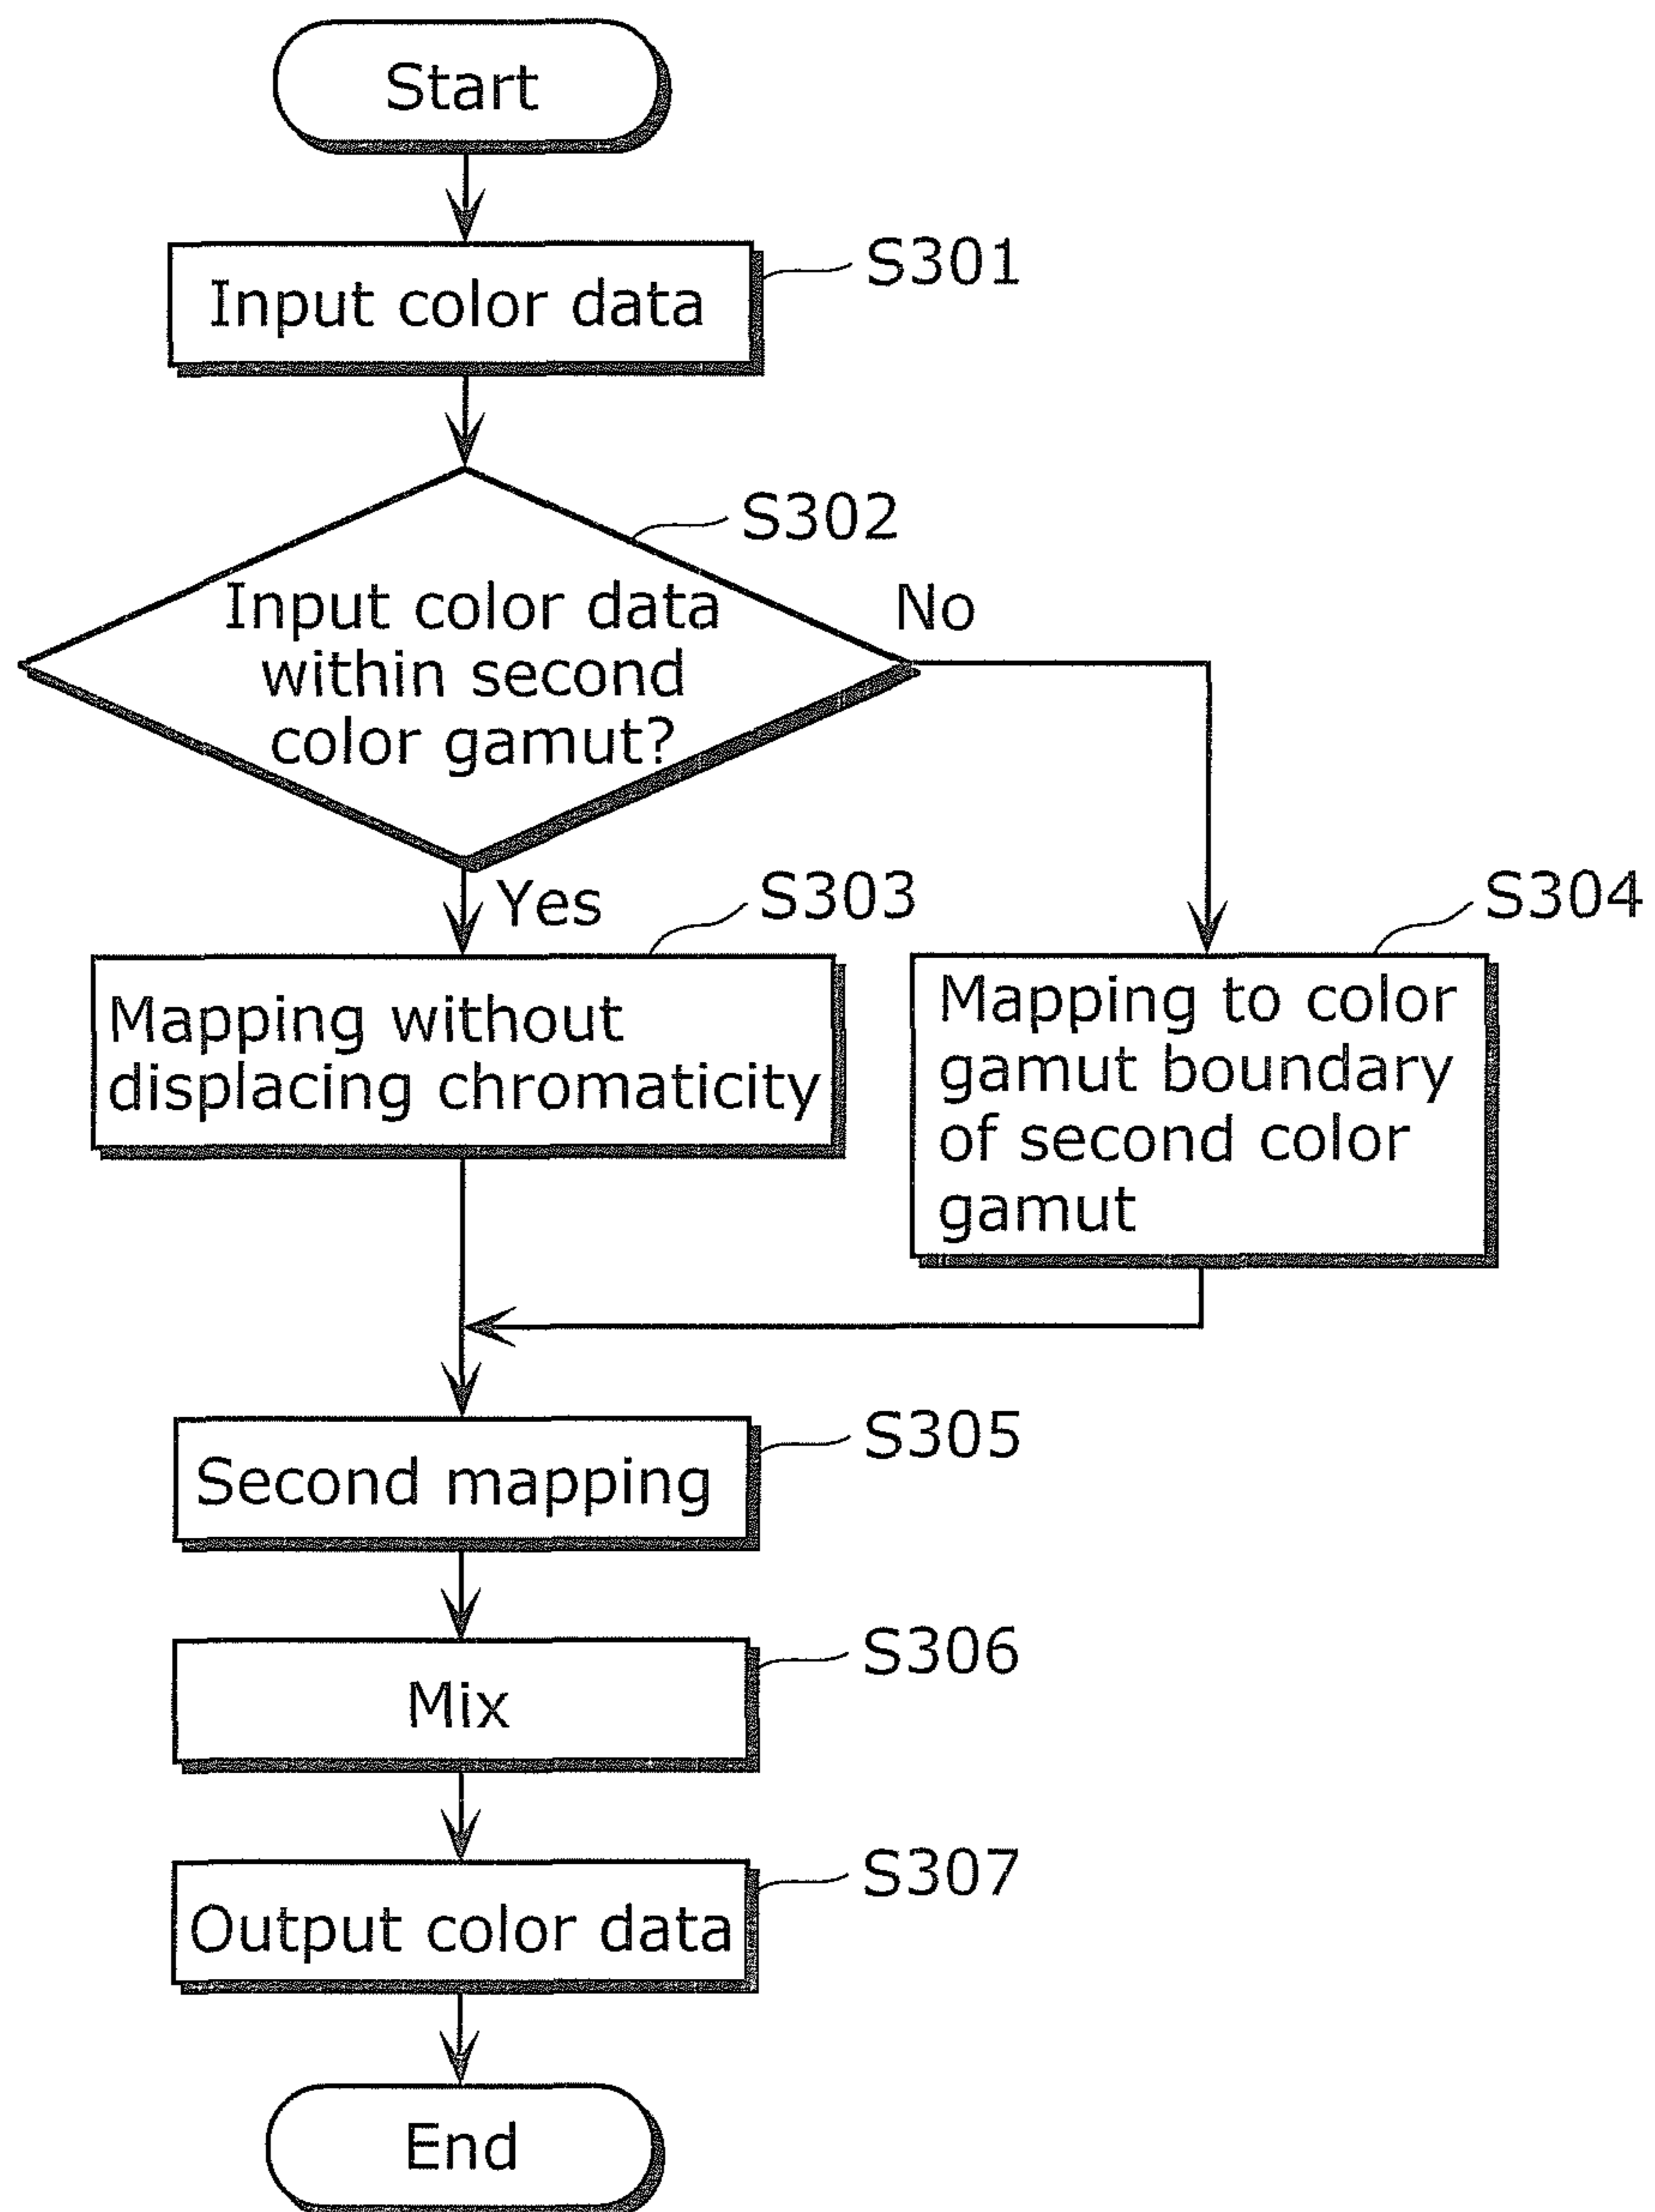 Start
Input color data
S301
S302
Input color data
within second
color gamut?
No
Yes
S303
Mapping without
displacing chromaticity
S304
Mapping to color
gamut boundary
of second color
gamut
S305
Second mapping
S306
Mix
S307
Output color data
End